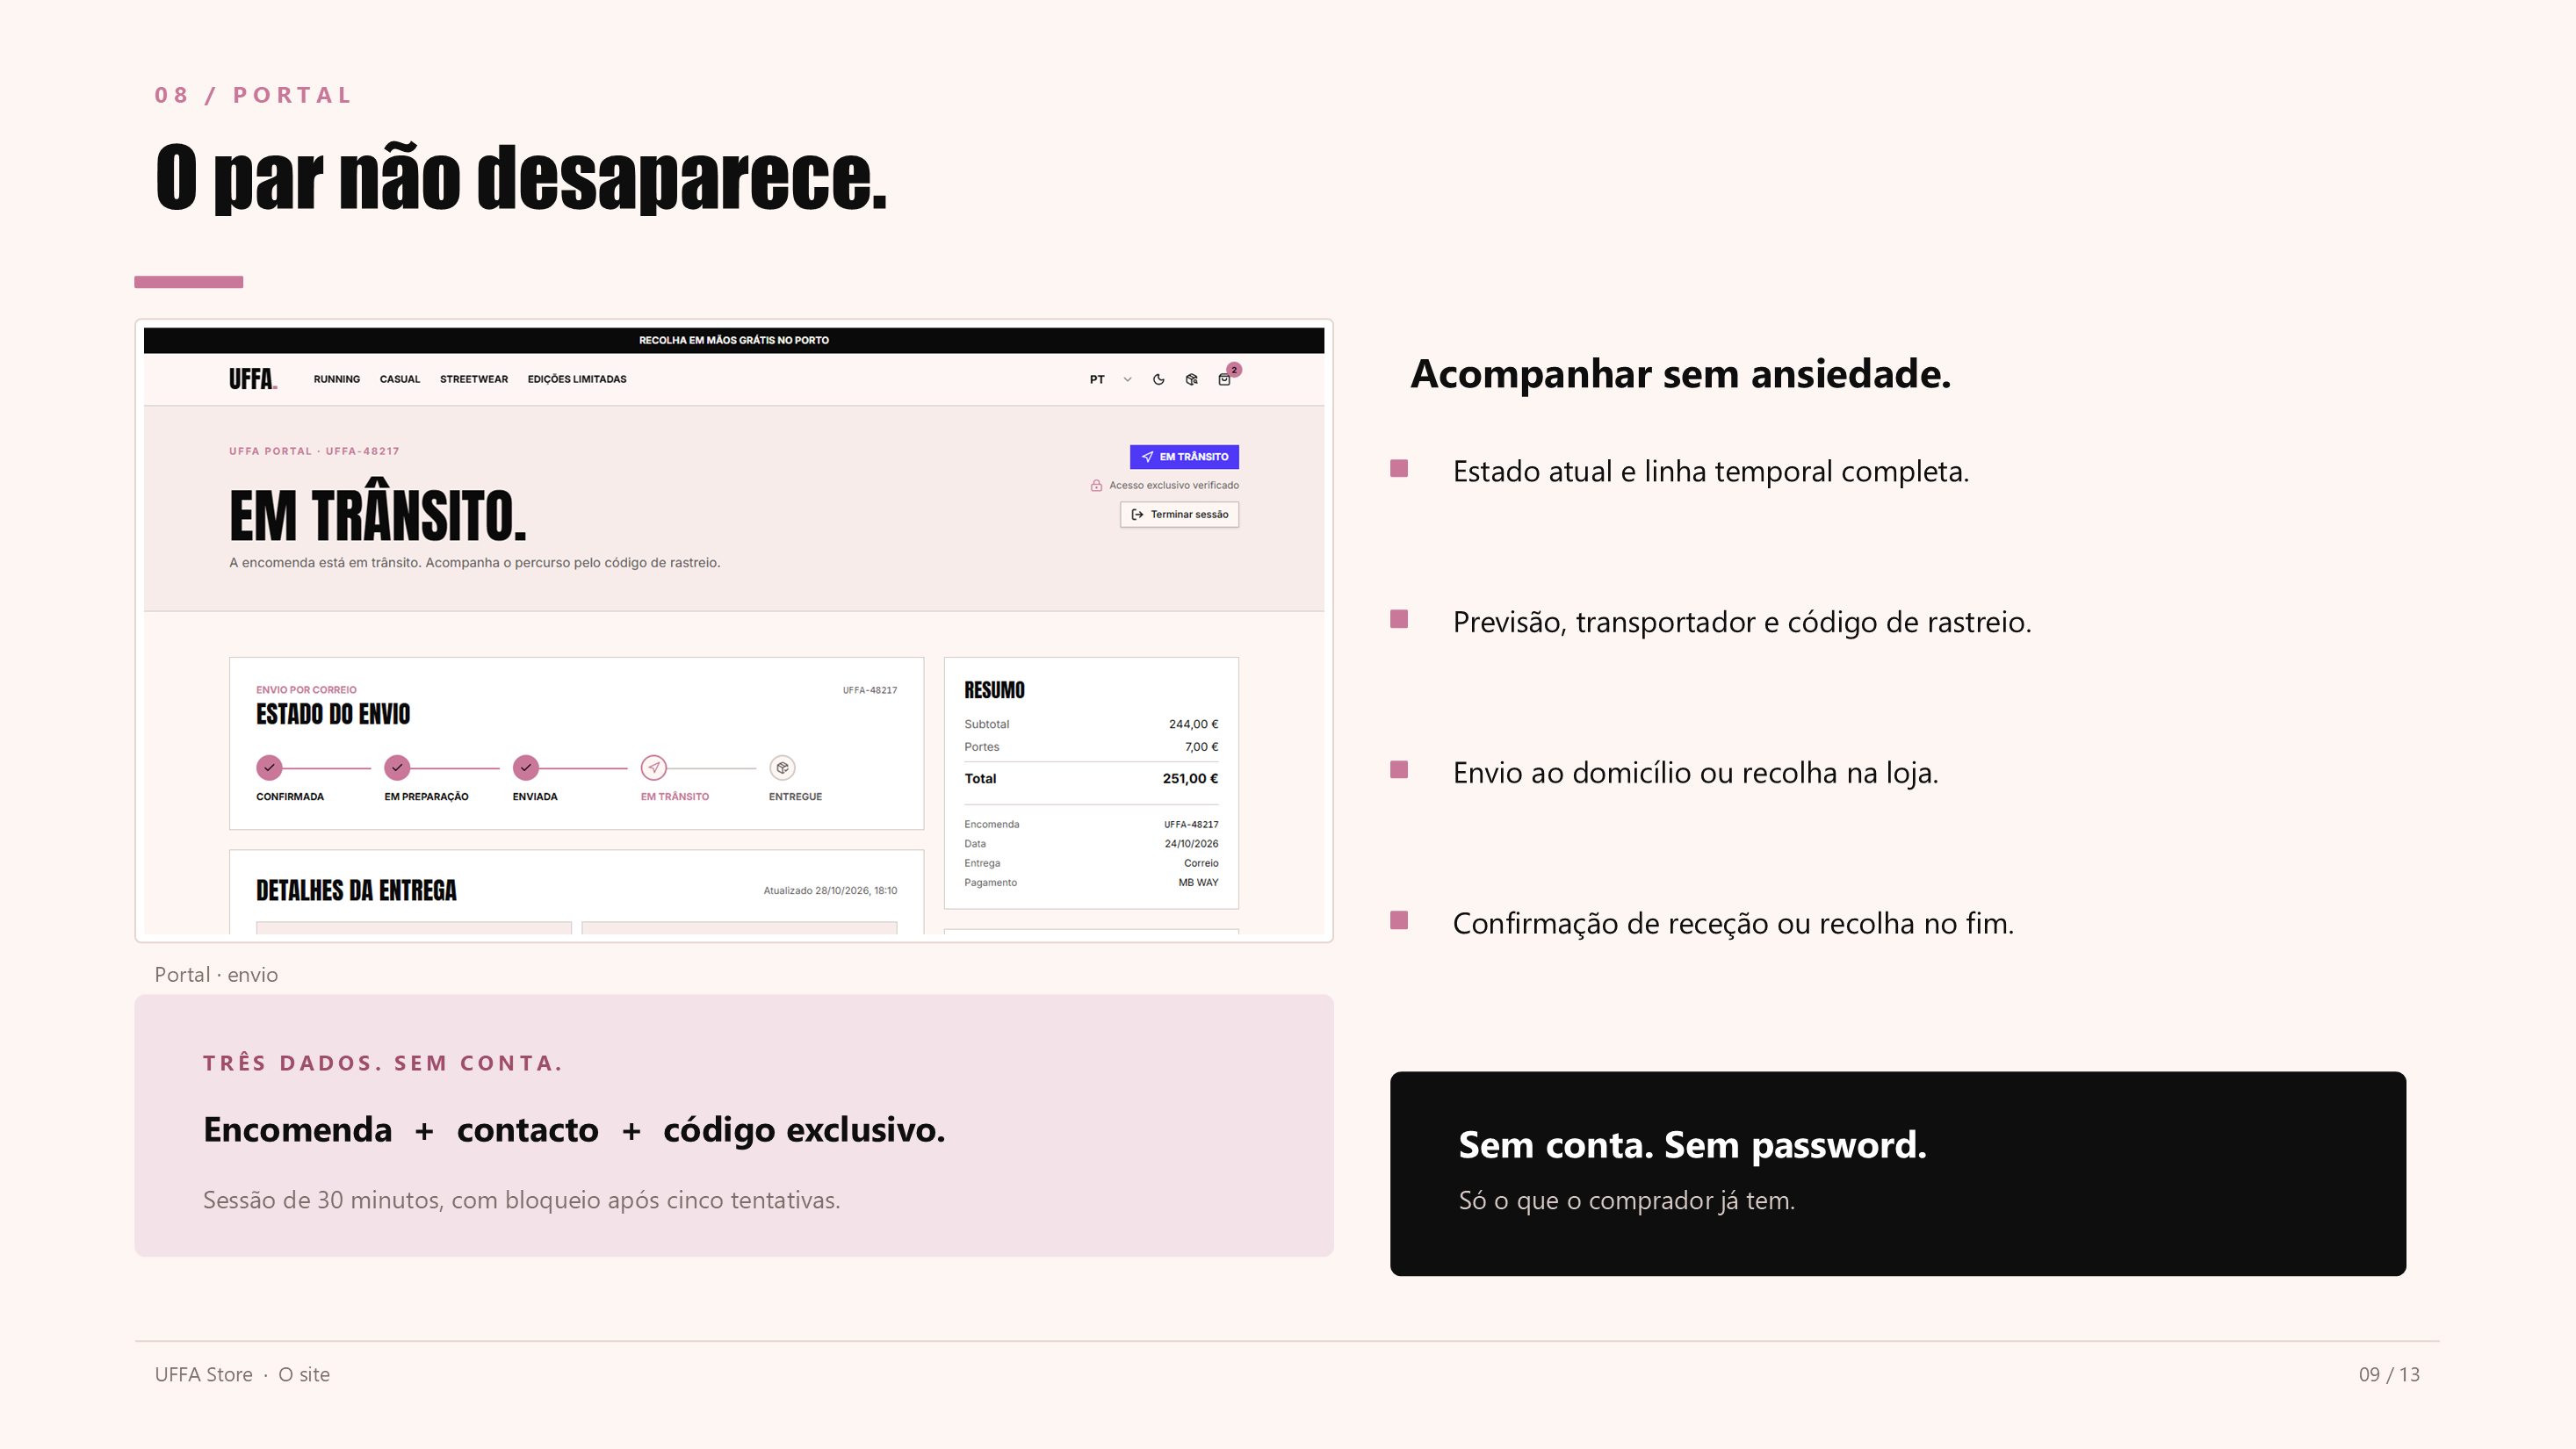 08 / PORTAL
O par não desaparece.
RECOLHA EM MÃOS GRÁTIS NO PORTO
UFFA. RUNNING CASUAL STREETWEAR EDIÇÕES LIMITADAS PT 2
UFFA PORTAL · UFFA-48217
EM TRÂNSITO
Acesso exclusivo verificado
Terminar sessão
EM TRÂNSITO.
A encomenda está em trânsito. Acompanha o percurso pelo código de rastreio.
ENVIO POR CORREIO UFFA-48217
ESTADO DO ENVIO
CONFIRMADA EM PREPARAÇÃO ENVIADA EM TRÂNSITO ENTREGUE
DETALHES DA ENTREGA Atualizado 28/10/2026, 18:10
RESUMO
Subtotal 244,00 €
Portes 7,00 €
Total 251,00 €
Encomenda UFFA-48217
Data 24/10/2026
Entrega Correio
Pagamento MB WAY
Portal · envio
TRÊS DADOS. SEM CONTA.
Encomenda + contacto + código exclusivo.
Sessão de 30 minutos, com bloqueio após cinco tentativas.
Acompanhar sem ansiedade.
Estado atual e linha temporal completa.
Previsão, transportador e código de rastreio.
Envio ao domicílio ou recolha na loja.
Confirmação de receção ou recolha no fim.
Sem conta. Sem password.
Só o que o comprador já tem.
UFFA Store · O site
09 / 13